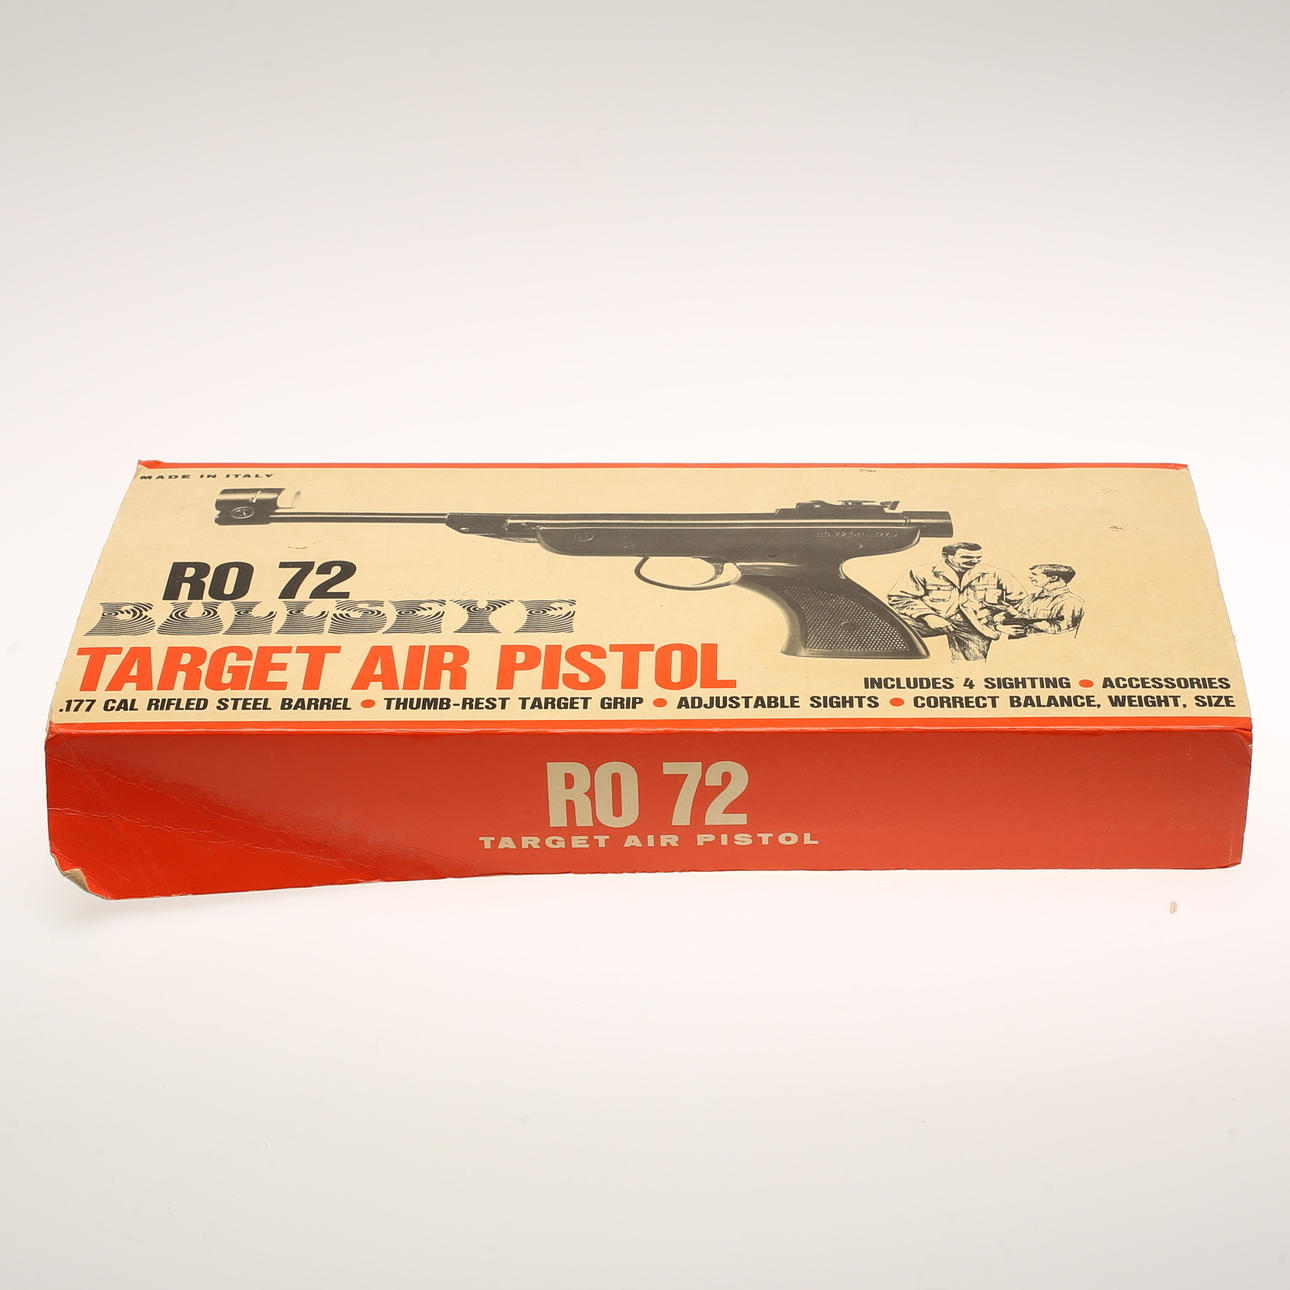 MADE IN ITALY
RO 72
BULLSEYE
TARGET AIR PISTOL
INCLUDES 4 SIGHTING ● ACCESSORIES
.177 CAL RIFLED STEEL BARREL ● THUMB-REST TARGET GRIP ● ADJUSTABLE SIGHTS ● CORRECT BALANCE, WEIGHT, SIZE
RO 72
TARGET AIR PISTOL